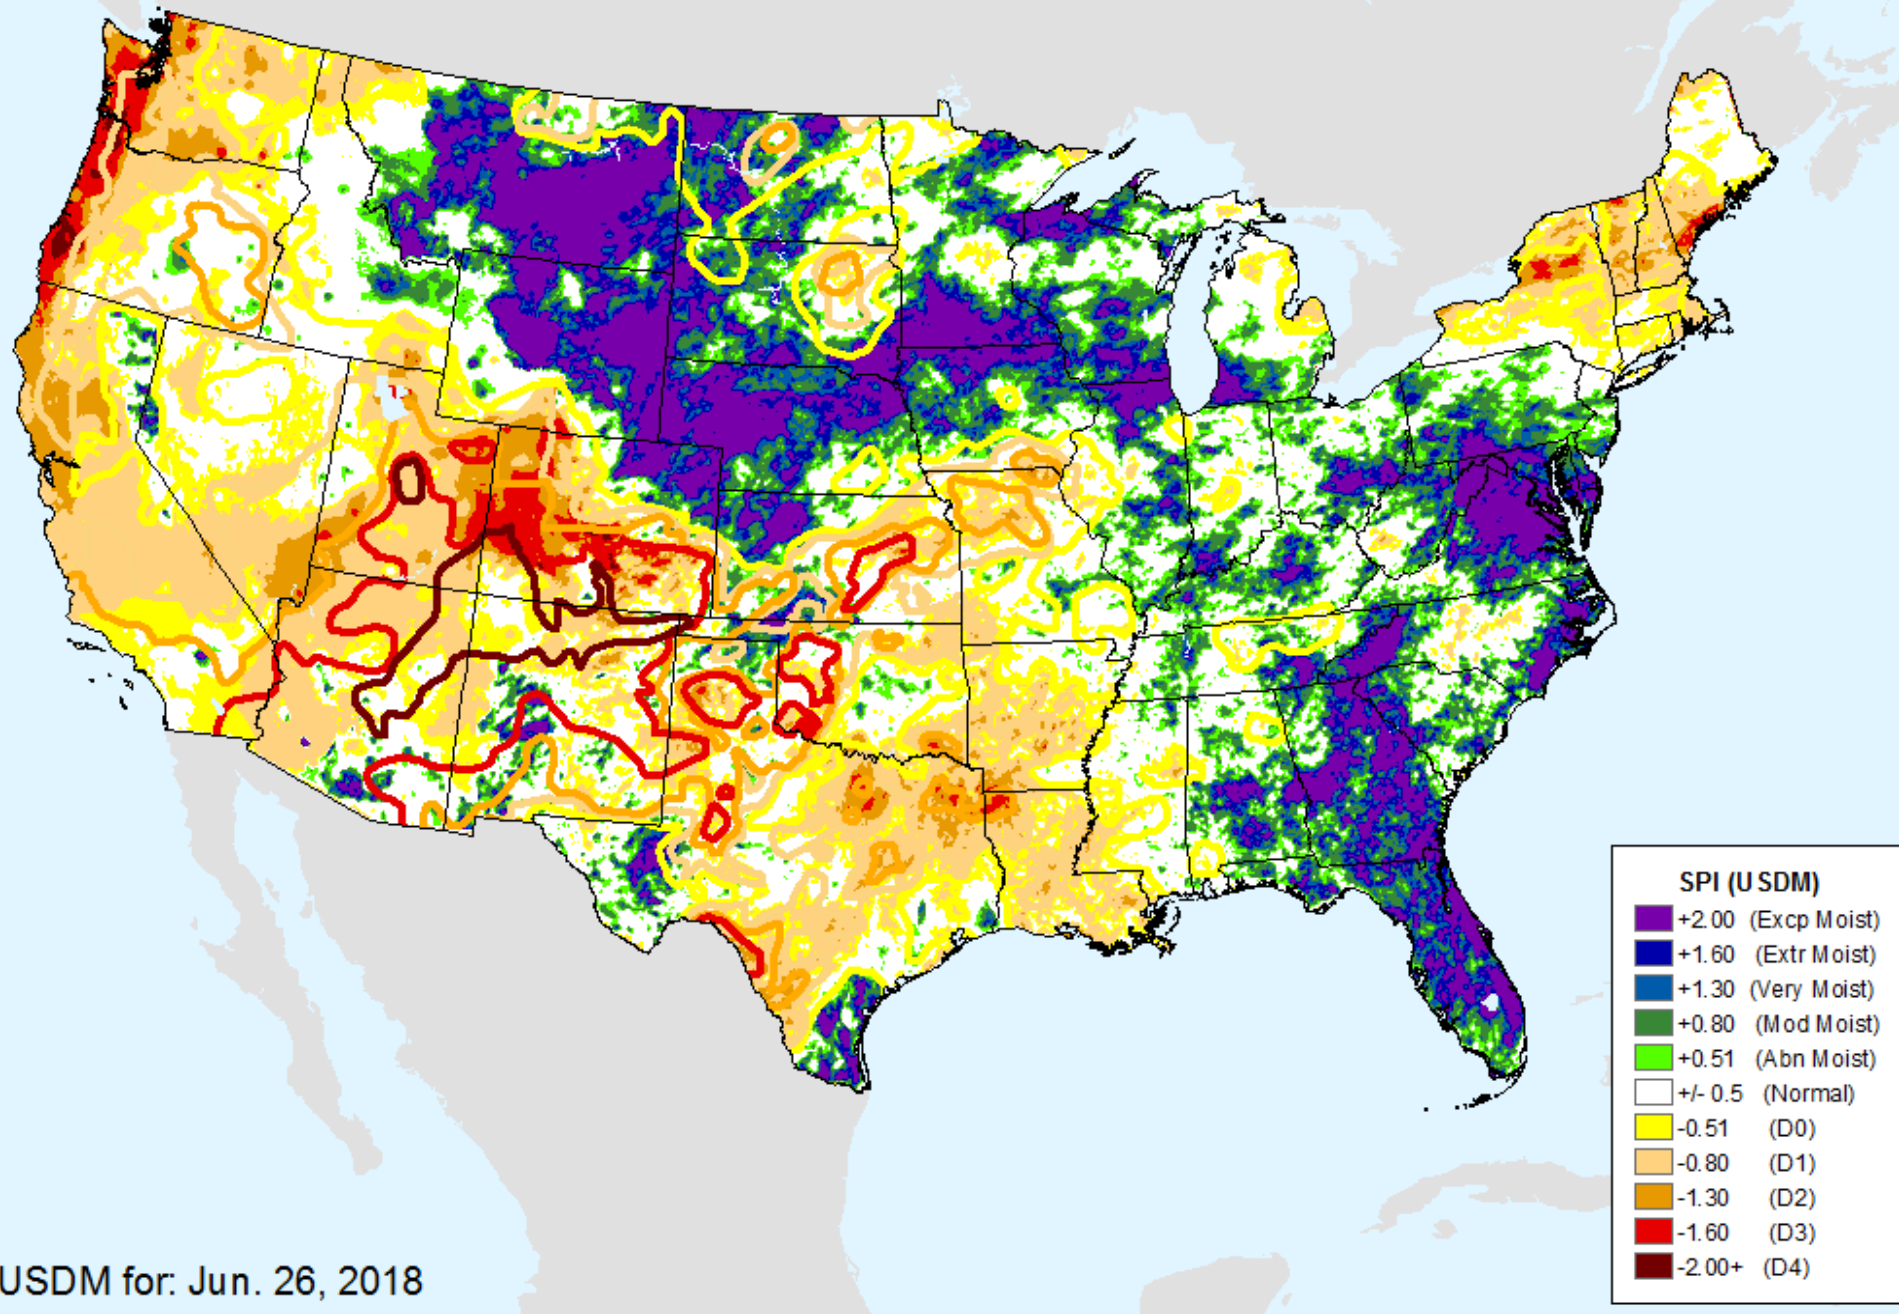 SPI (USDM)
+2.00 (Excp Moist)
+1.60 (Extr Moist)
+1.30 (Very Moist)
+0.80 (Mod Moist)
+0.51 (Abn Moist)
+/- 0.5 (Normal)
-0.51 (D0)
-0.80 (D1)
-1.30 (D2)
-1.60 (D3)
-2.00+ (D4)
USDM for: Jun. 26, 2018